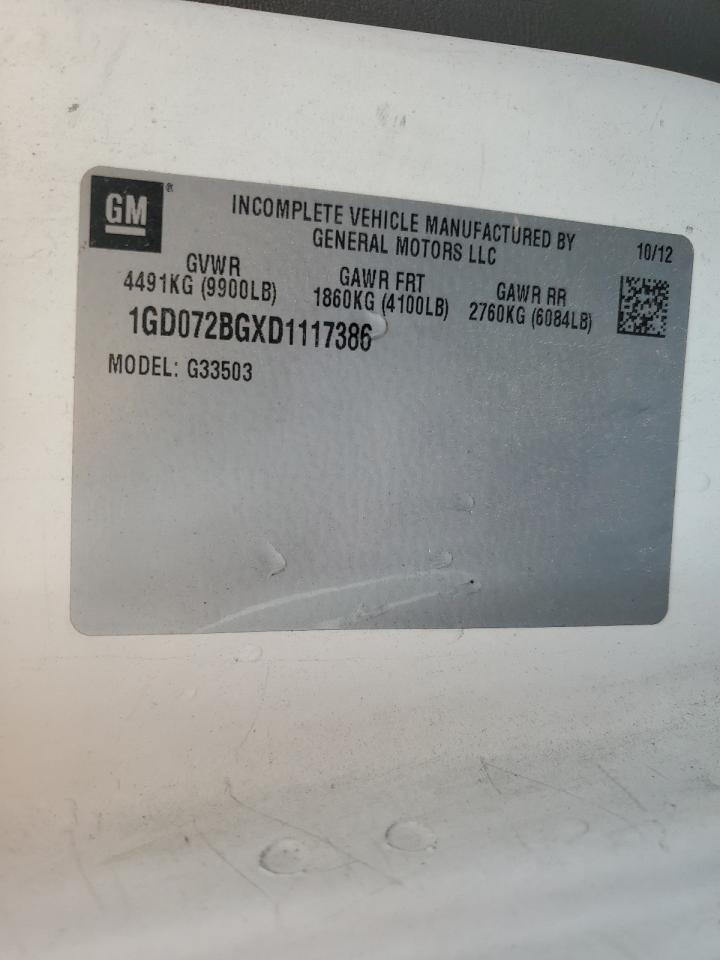 GM®
INCOMPLETE VEHICLE MANUFACTURED BY
GENERAL MOTORS LLC
10/12
GVWR
4491KG (9900LB)
GAWR FRT
1860KG (4100LB)
GAWR RR
2760KG (6084LB)
1GD072BGXD1117386
MODEL: G33503